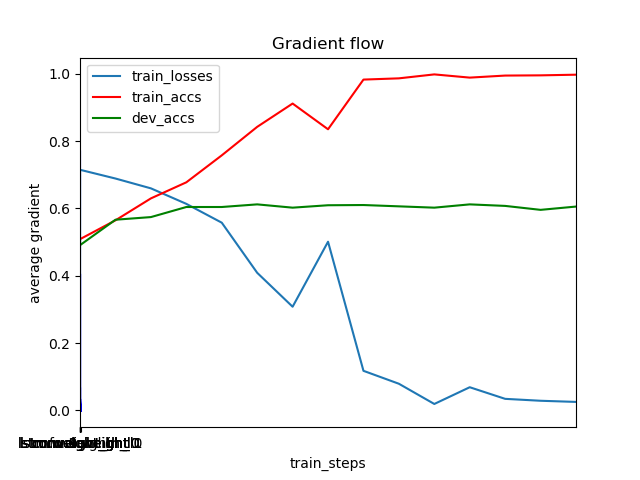 Gradient flow
train_losses
train_accs
dev_accs
1.0
0.8
0.6
0.4
0.2
0.0
average gradient
train_steps